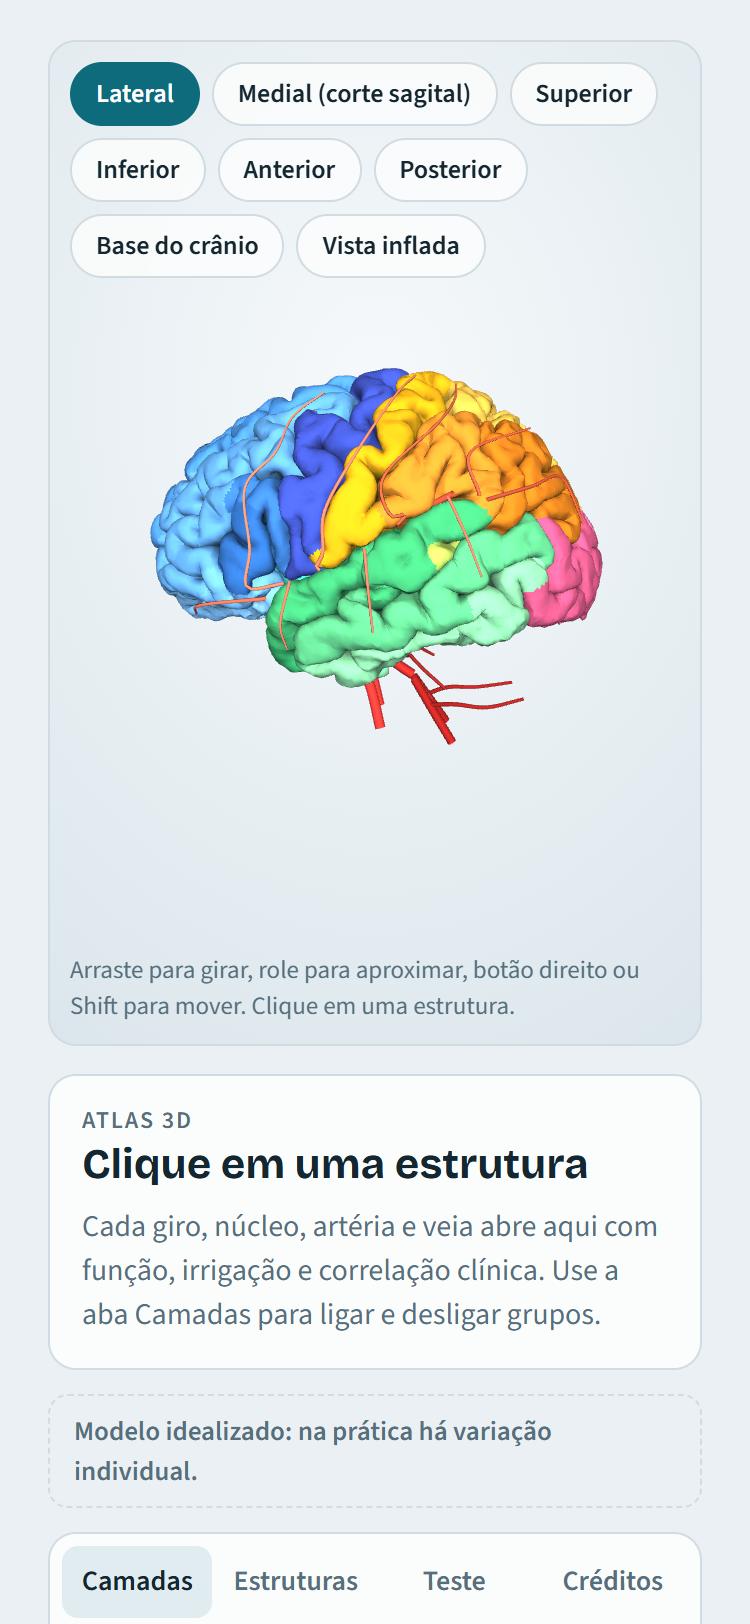 Lateral
Medial (corte sagital)
Superior
Inferior
Anterior
Posterior
Base do crânio
Vista inflada
Arraste para girar, role para aproximar, botão direito ou
Shift para mover. Clique em uma estrutura.
ATLAS 3D
Clique em uma estrutura
Cada giro, núcleo, artéria e veia abre aqui com
função, irrigação e correlação clínica. Use a
aba Camadas para ligar e desligar grupos.
Modelo idealizado: na prática há variação
individual.
Camadas
Estruturas
Teste
Créditos